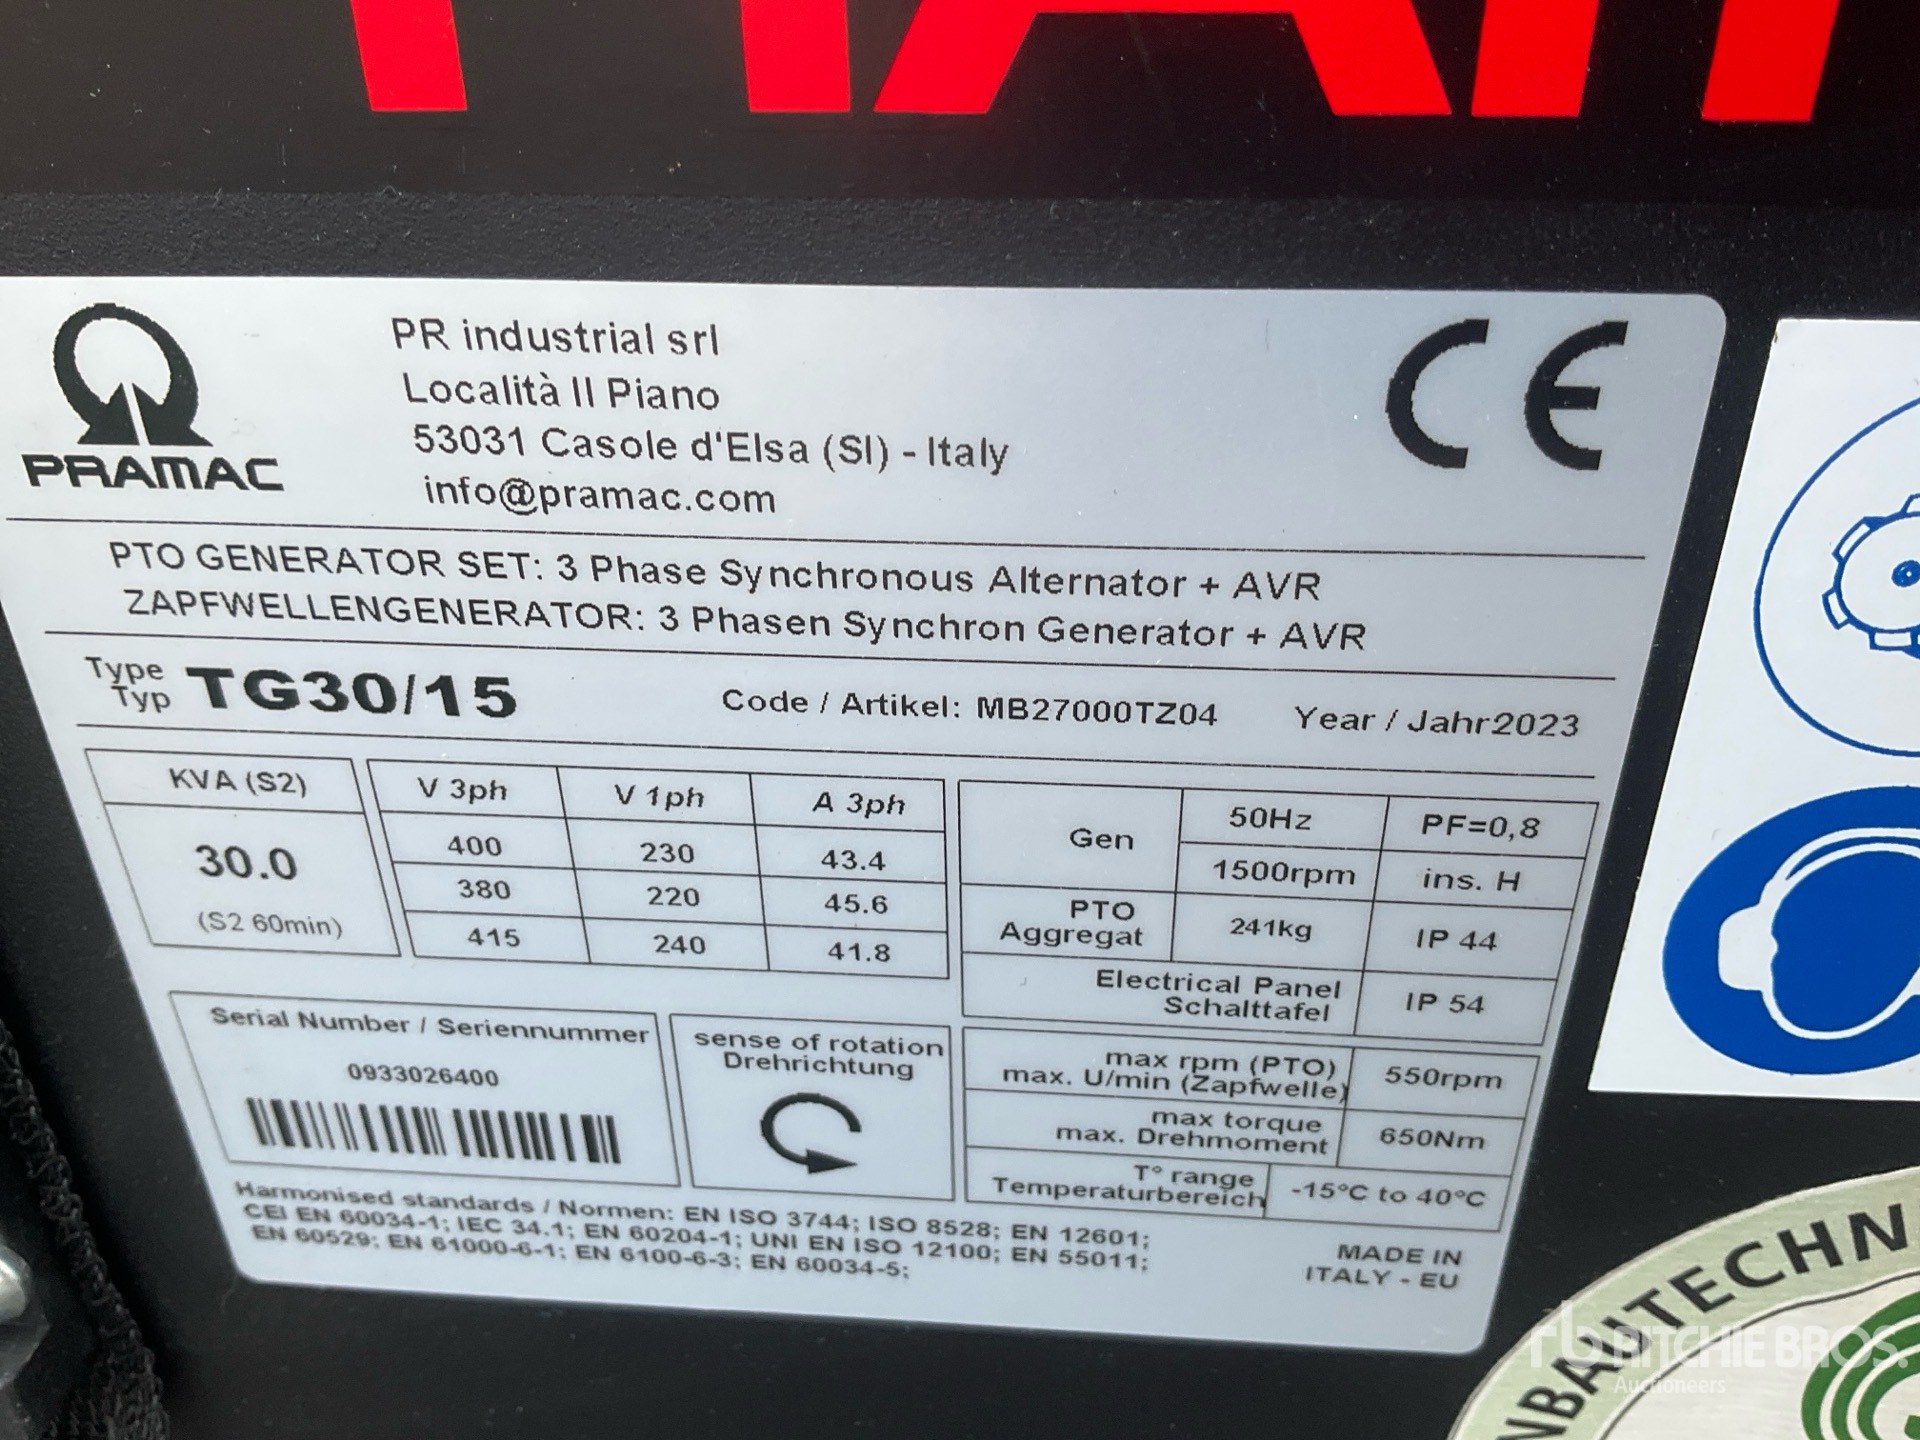 PRAMAC
PR industrial srl
Località Il Piano
53031 Casole d'Elsa (SI) - Italy
info@pramac.com
CE
PTO GENERATOR SET: 3 Phase Synchronous Alternator + AVR
ZAPFWELLENGENERATOR: 3 Phasen Synchron Generator + AVR
Type
Typ TG30/15 Code / Artikel: MB27000TZ04 Year / Jahr2023
KVA (S2)
30.0
(S2 60min)
V 3ph V 1ph A 3ph
400 230 43.4
380 220 45.6
415 240 41.8
Gen 50Hz PF=0,8
1500rpm ins. H
PTO
Aggregat 241kg IP 44
Electrical Panel
Schalttafel IP 54
Serial Number / Seriennummer
0933026400
sense of rotation
Drehrichtung
max rpm (PTO)
max. U/min (Zapfwelle) 550rpm
max torque
max. Drehmoment 650Nm
T° range
Temperaturbereich -15°C to 40°C
Harmonised standards / Normen: EN ISO 3744; ISO 8528; EN 12601;
CEI EN 60034-1; IEC 34.1; EN 60204-1; UNI EN ISO 12100; EN 55011;
EN 60529; EN 61000-6-1; EN 6100-6-3; EN 60034-5;
MADE IN
ITALY - EU
rb RITCHIE BROS.
Auctioneers